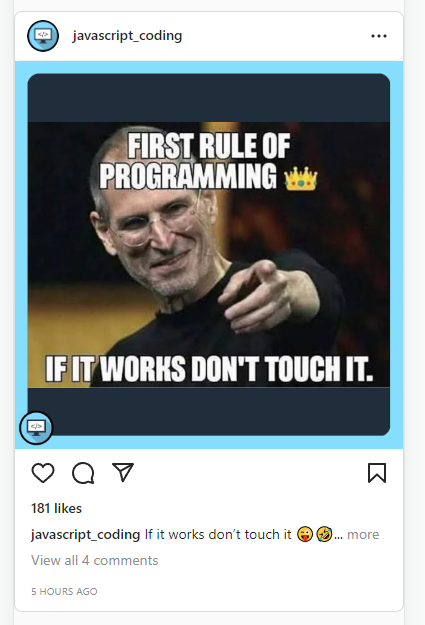 javascript_coding
FIRST RULE OF
PROGRAMMING 👑
IF IT WORKS DON'T TOUCH IT.
181 likes
javascript_coding If it works don’t touch it 😜🤣... more
View all 4 comments
5 HOURS AGO